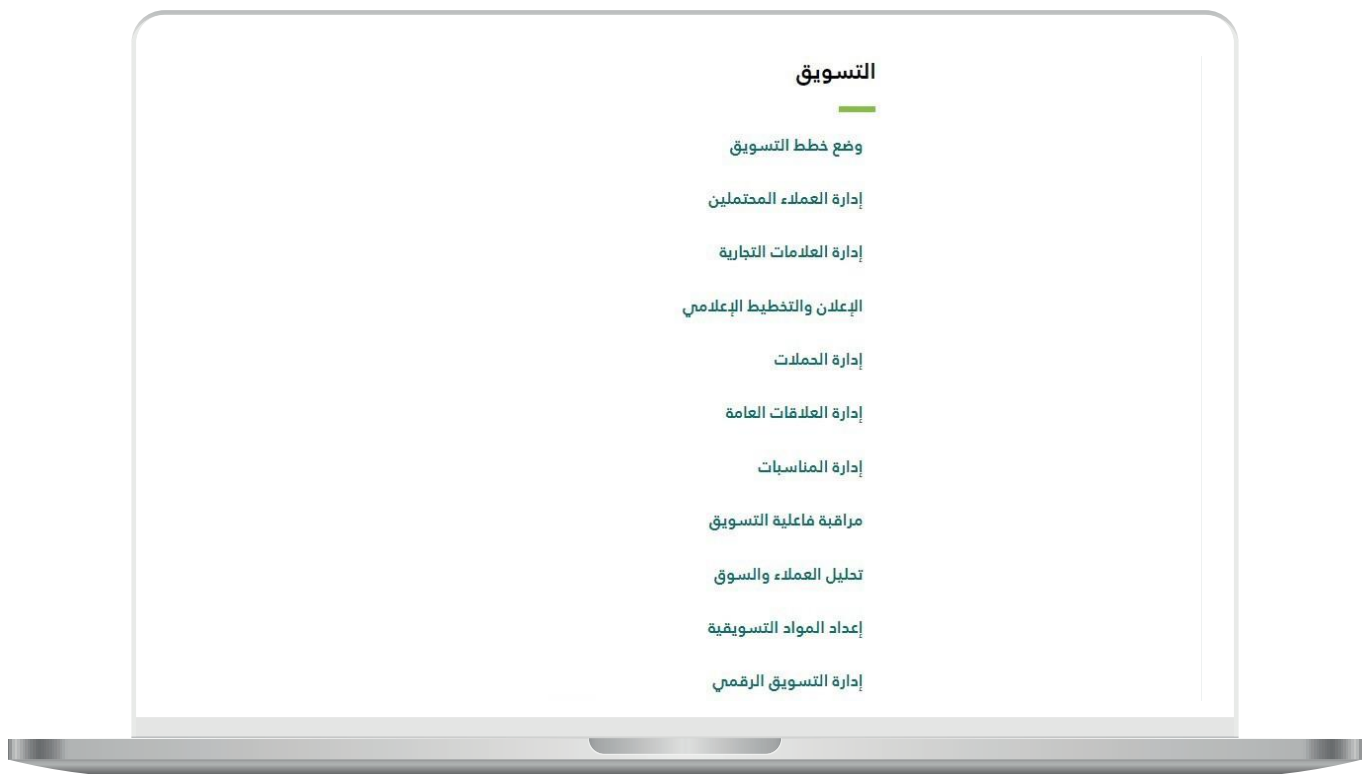 التسويق
وضع خطط التسويق
إدارة العملاء المحتملين
إدارة العلامات التجارية
الإعلان والتخطيط الإعلامي
إدارة الحملات
إدارة العلاقات العامة
إدارة المناسبات
مراقبة فاعلية التسويق
تحليل العملاء والسوق
إعداد المواد التسويقية
إدارة التسويق الرقمي